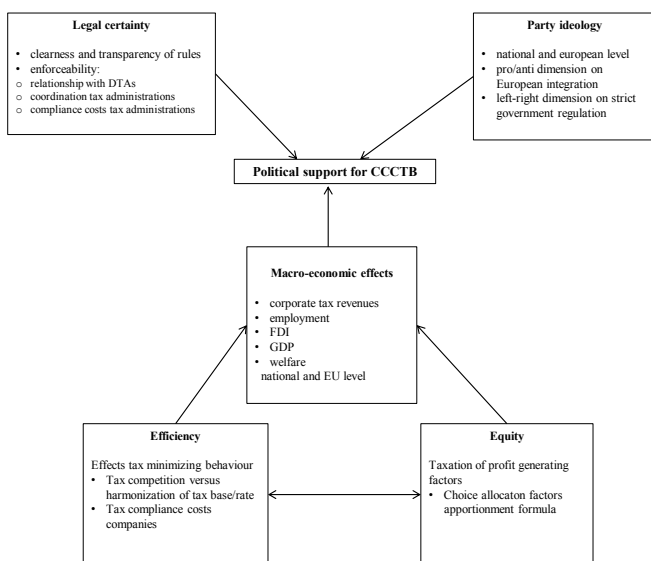 Legal certainty
• clearness and transparency of rules
• enforceability:
o relationship with DTAs
o coordination tax administrations
o compliance costs tax administrations
Party ideology
• national and european level
• pro/anti dimension on
European integration
• left-right dimension on strict
government regulation
Political support for CCCTB
Macro-economic effects
• corporate tax revenues
• employment
• FDI
• GDP
• welfare
national and EU level
Efficiency
Effects tax minimizing behaviour
• Tax competition versus
harmonization of tax base/rate
• Tax compliance costs
companies
Equity
Taxation of profit generating
factors
• Choice allocaton factors
apportionment formula